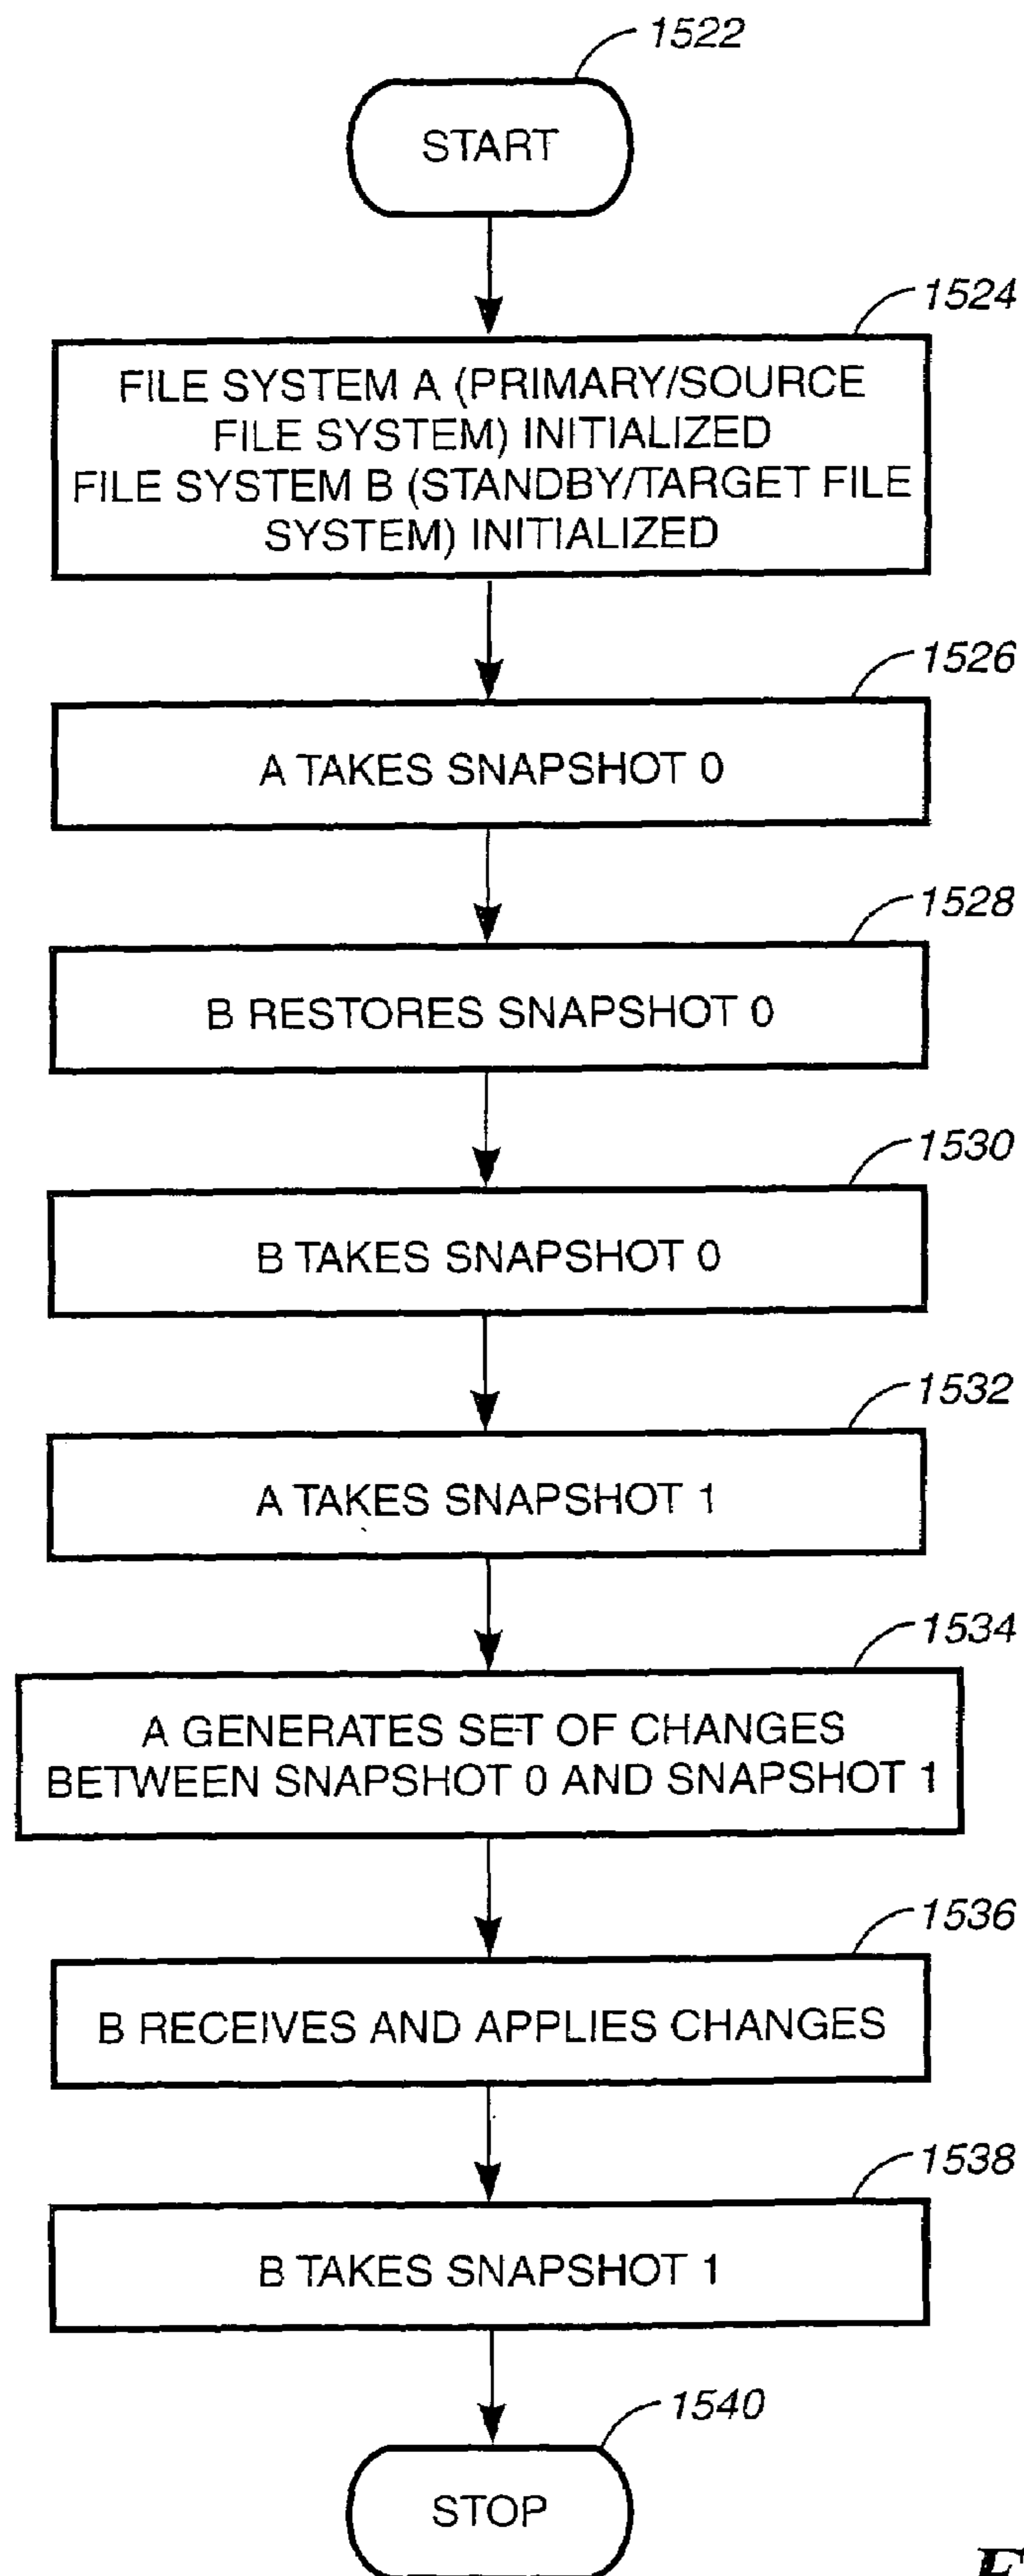 1522
START
1524
FILE SYSTEM A (PRIMARY/SOURCE
FILE SYSTEM) INITIALIZED
FILE SYSTEM B (STANDBY/TARGET FILE
SYSTEM) INITIALIZED
1526
A TAKES SNAPSHOT 0
1528
B RESTORES SNAPSHOT 0
1530
B TAKES SNAPSHOT 0
1532
A TAKES SNAPSHOT 1
1534
A GENERATES SET OF CHANGES
BETWEEN SNAPSHOT 0 AND SNAPSHOT 1
1536
B RECEIVES AND APPLIES CHANGES
1538
B TAKES SNAPSHOT 1
1540
STOP